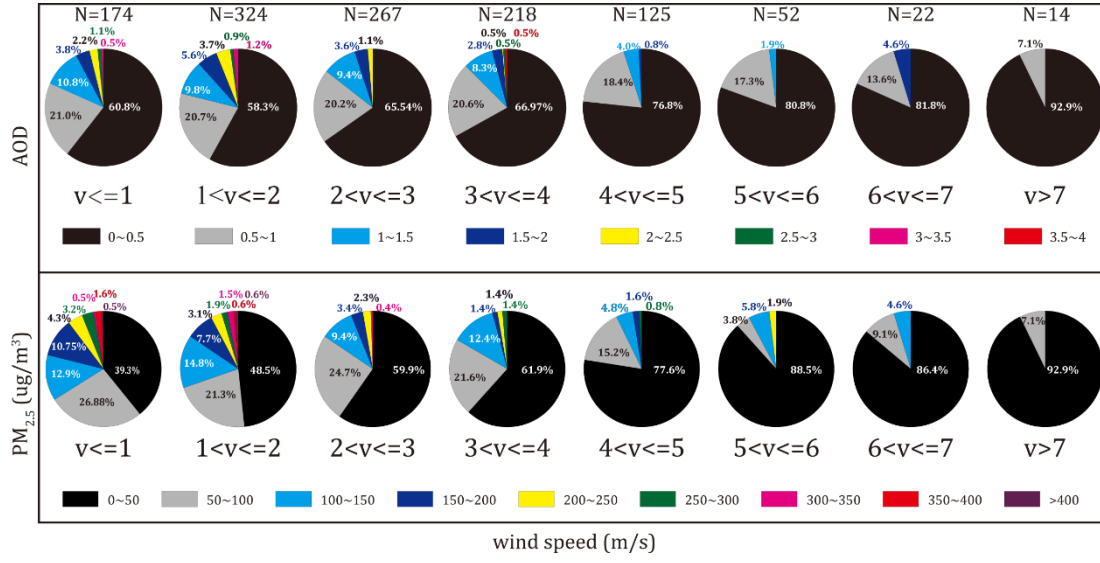 N=174 N=324 N=267 N=218 N=125 N=52 N=22 N=14
AOD
3.8% 2.2% 1.1% 0.5% 10.8% 21.0% 60.8%
5.6% 3.7% 0.9% 1.2% 9.8% 20.7% 58.3%
3.6% 1.1% 9.4% 20.2% 65.54%
2.8% 0.5% 0.5% 0.5% 8.3% 20.6% 66.97%
4.0% 0.8% 18.4% 76.8%
1.9% 17.3% 80.8%
4.6% 13.6% 81.8%
7.1% 92.9%
v<=1 1<v<=2 2<v<=3 3<v<=4 4<v<=5 5<v<=6 6<v<=7 v>7
0~0.5 0.5~1 1~1.5 1.5~2 2~2.5 2.5~3 3~3.5 3.5~4
PM2.5 (ug/m³)
4.3% 3.2% 0.5% 1.6% 0.5% 10.75% 12.9% 26.88% 39.3%
3.1% 1.9% 1.5% 0.6% 0.6% 7.7% 14.8% 21.3% 48.5%
3.4% 2.3% 0.4% 9.4% 24.7% 59.9%
1.4% 1.4% 1.4% 12.4% 21.6% 61.9%
4.8% 1.6% 0.8% 15.2% 77.6%
3.8% 5.8% 1.9% 88.5%
4.6% 9.1% 86.4%
7.1% 92.9%
v<=1 1<v<=2 2<v<=3 3<v<=4 4<v<=5 5<v<=6 6<v<=7 v>7
0~50 50~100 100~150 150~200 200~250 250~300 300~350 350~400 >400
wind speed (m/s)